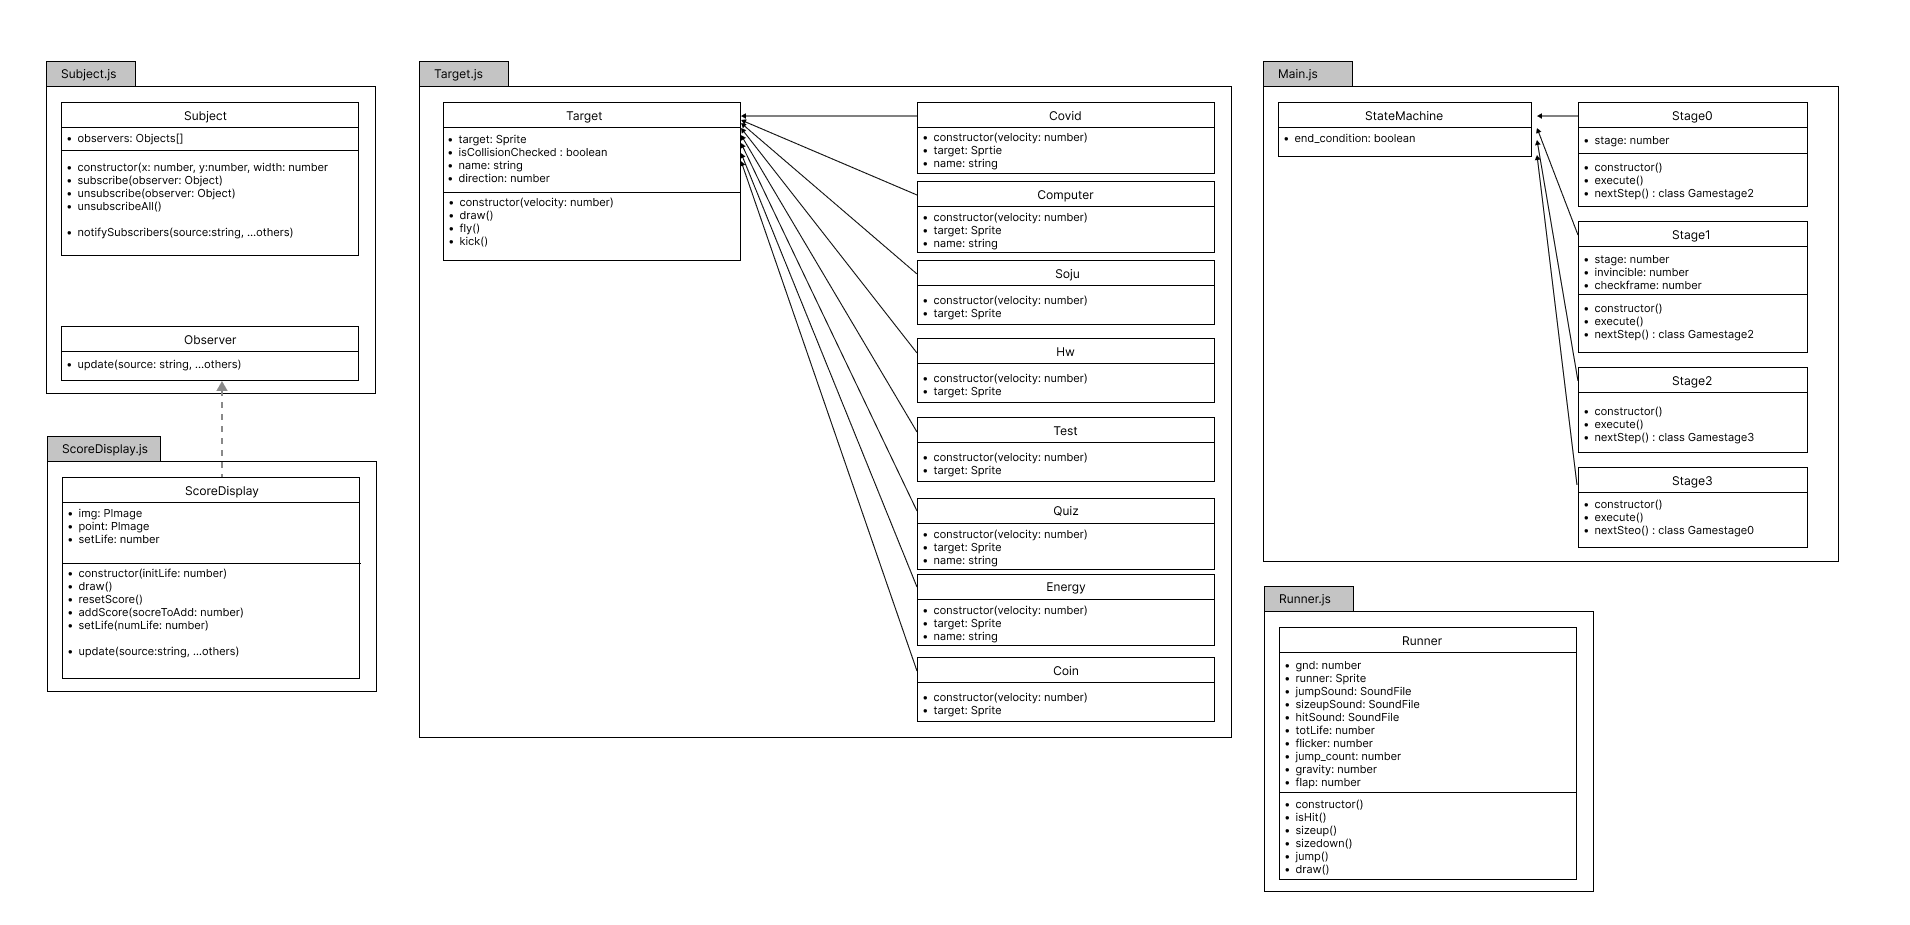 Subject.js
Subject
• observers: Objects[]
• constructor(x: number, y:number, width: number
• subscribe(observer: Object)
• unsubscribe(observer: Object)
• unsubscribeAll()
• notifySubscribers(source:string, ...others)
Observer
• update(source: string, ...others)
ScoreDisplay.js
ScoreDisplay
• img: PImage
• point: PImage
• setLife: number
• constructor(initLife: number)
• draw()
• resetScore()
• addScore(socreToAdd: number)
• setLife(numLife: number)
• update(source:string, ...others)
Target.js
Target
• target: Sprite
• isCollisionChecked : boolean
• name: string
• direction: number
• constructor(velocity: number)
• draw()
• fly()
• kick()
Covid
• constructor(velocity: number)
• target: Sprtie
• name: string
Computer
• constructor(velocity: number)
• target: Sprite
• name: string
Soju
• constructor(velocity: number)
• target: Sprite
Hw
• constructor(velocity: number)
• target: Sprite
Test
• constructor(velocity: number)
• target: Sprite
Quiz
• constructor(velocity: number)
• target: Sprite
• name: string
Energy
• constructor(velocity: number)
• target: Sprite
• name: string
Coin
• constructor(velocity: number)
• target: Sprite
Main.js
StateMachine
• end_condition: boolean
Stage0
• stage: number
• constructor()
• execute()
• nextStep() : class Gamestage2
Stage1
• stage: number
• invincible: number
• checkframe: number
• constructor()
• execute()
• nextStep() : class Gamestage2
Stage2
• constructor()
• execute()
• nextStep() : class Gamestage3
Stage3
• constructor()
• execute()
• nextSteo() : class Gamestage0
Runner.js
Runner
• gnd: number
• runner: Sprite
• jumpSound: SoundFile
• sizeupSound: SoundFile
• hitSound: SoundFile
• totLife: number
• flicker: number
• jump_count: number
• gravity: number
• flap: number
• constructor()
• isHit()
• sizeup()
• sizedown()
• jump()
• draw()